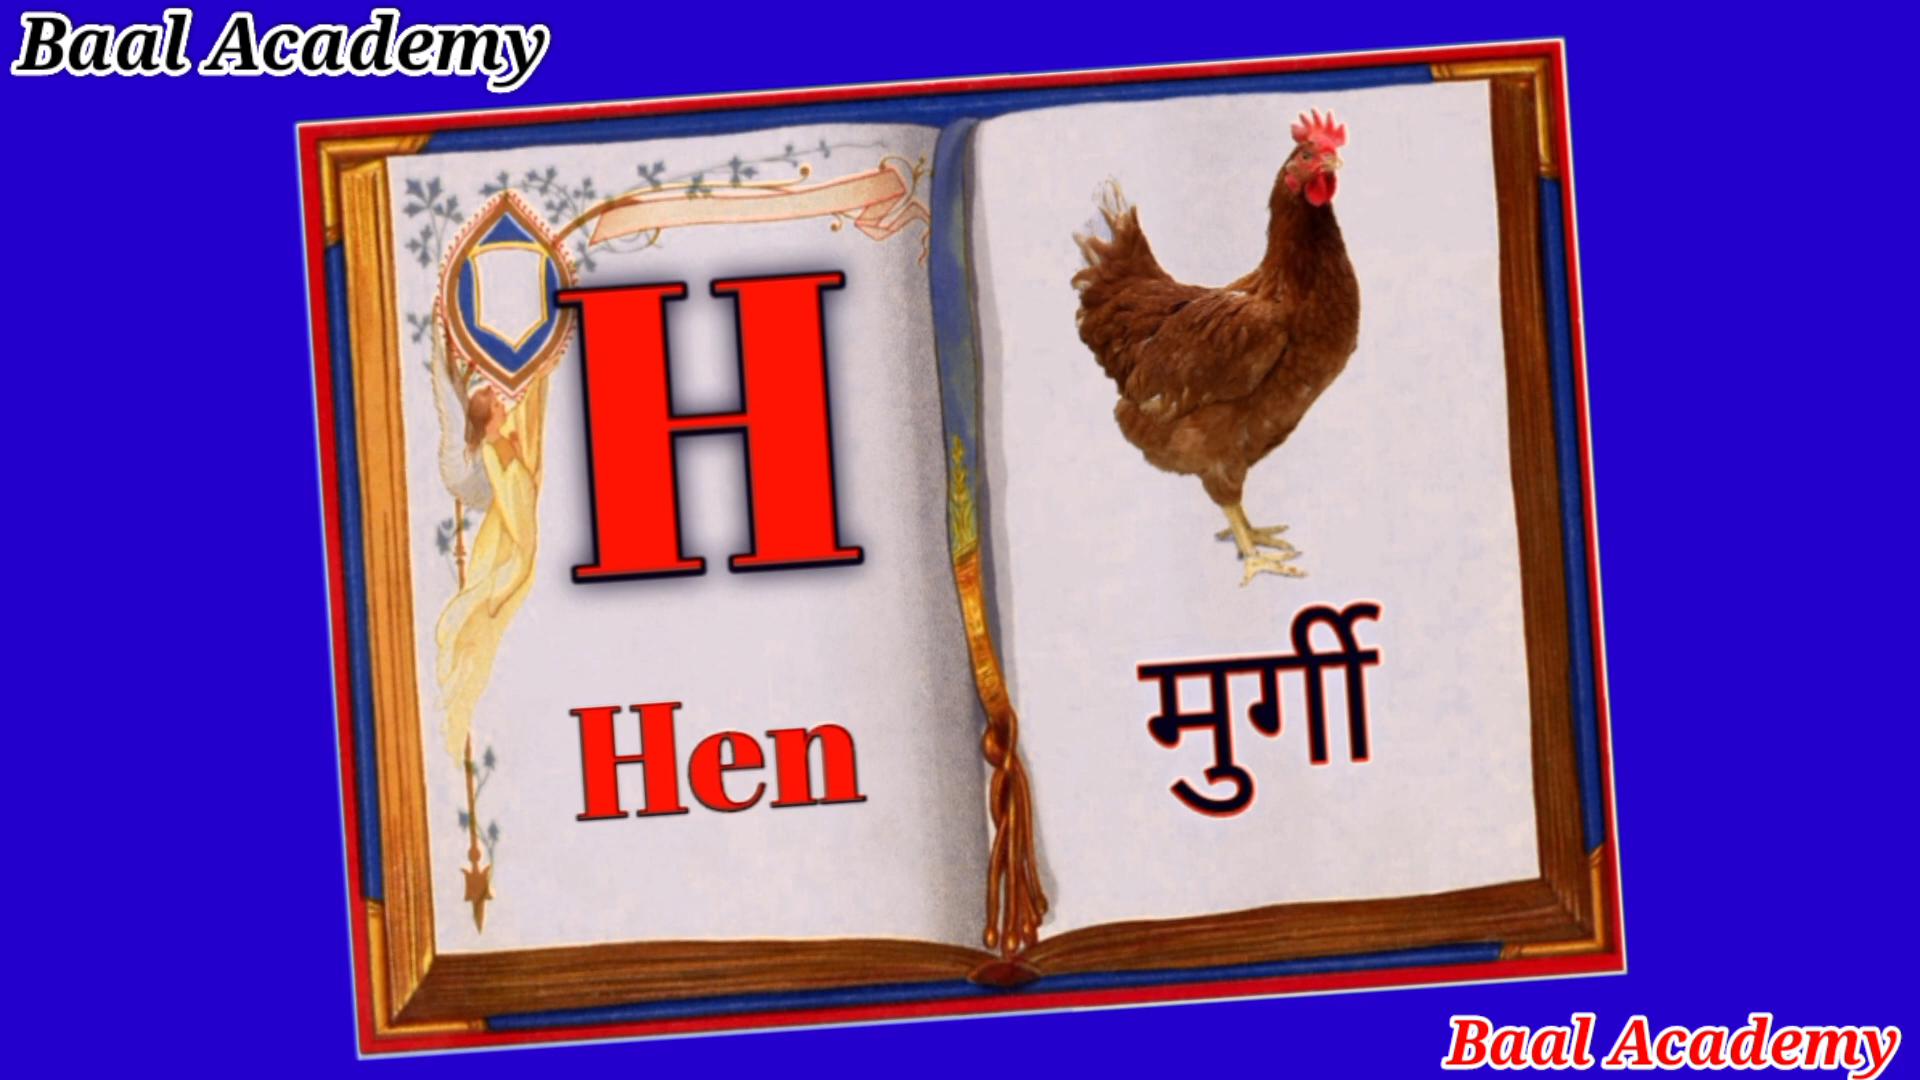 Baal Academy
H
Hen
मुर्गी
Baal Academy